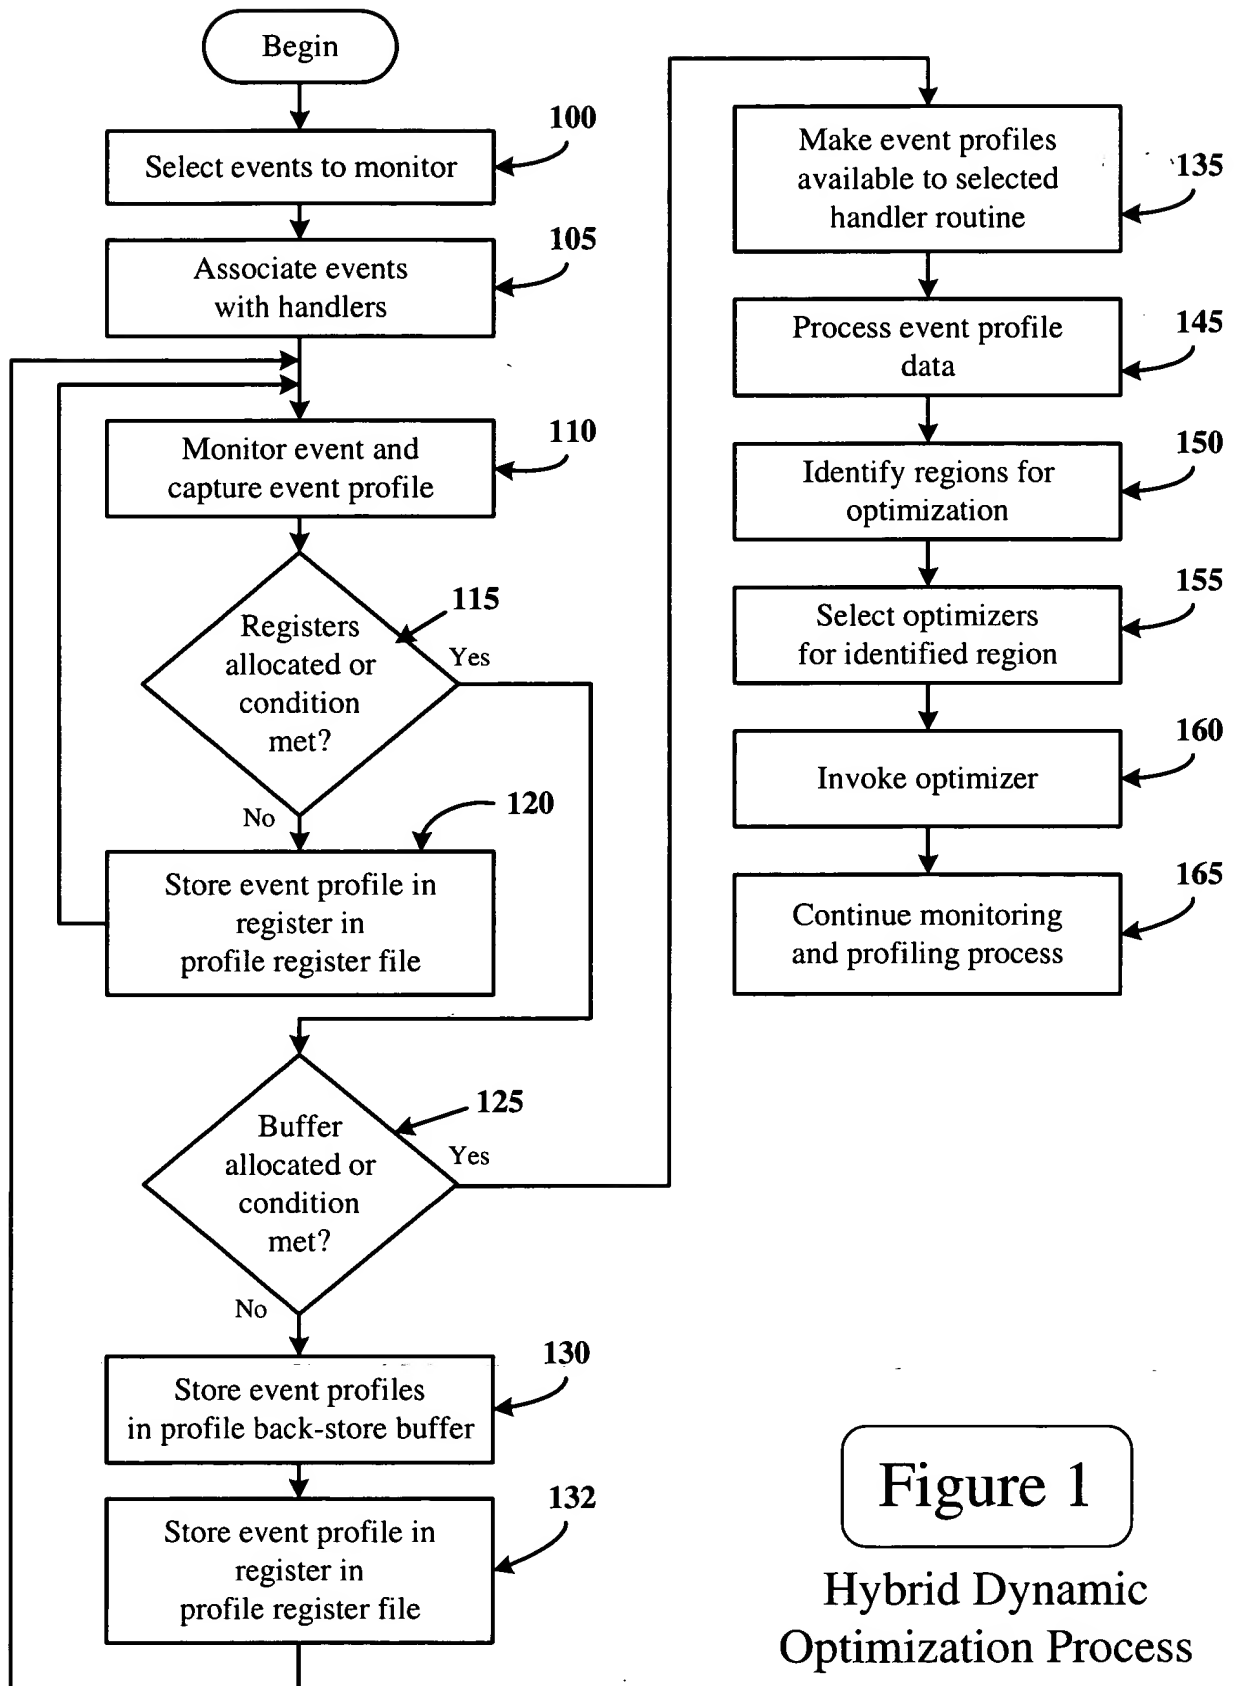 Begin
100
Select events to monitor
105
Associate events
with handlers
110
Monitor event and
capture event profile
115
Registers
allocated or
condition
met?
Yes
No
120
Store event profile in
register in
profile register file
125
Buffer
allocated or
condition
met?
Yes
No
130
Store event profiles
in profile back-store buffer
132
Store event profile in
register in
profile register file
Make event profiles
available to selected
handler routine
135
Process event profile
data
145
Identify regions for
optimization
150
Select optimizers
for identified region
155
Invoke optimizer
160
Continue monitoring
and profiling process
165
Figure 1
Hybrid Dynamic
Optimization Process